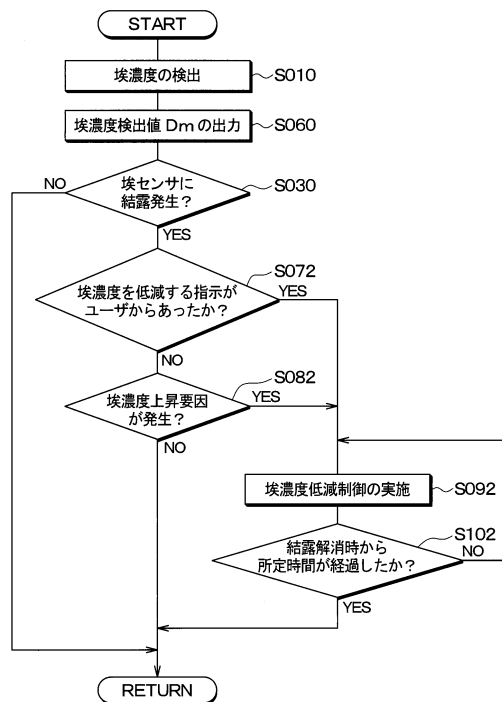 START
埃濃度の検出
S010
埃濃度検出値 Dm の出力
S060
NO
埃センサに
結露発生？
S030
YES
S072
埃濃度を低減する指示が
ユーザからあったか？
YES
NO
S082
埃濃度上昇要因
が発生？
YES
NO
埃濃度低減制御の実施
S092
結露解消時から
所定時間が経過したか？
S102
NO
YES
RETURN